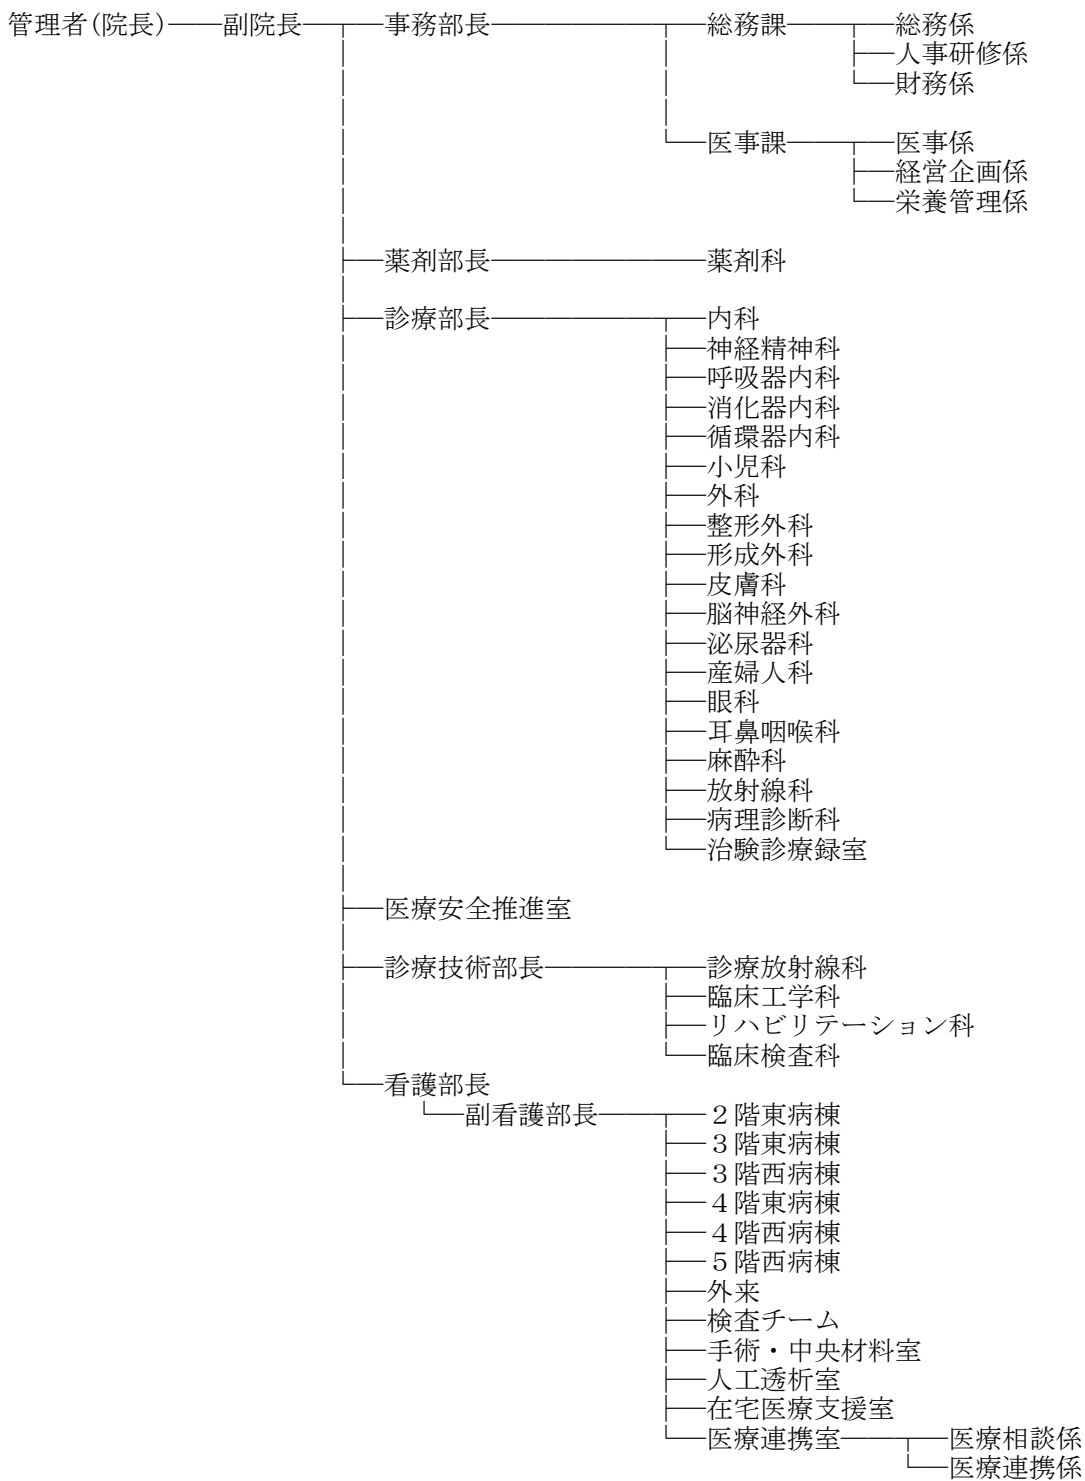 管理者(院長) 副院長 事務部長 総務課 総務係
人事研修係
財務係
医事課 医事係
経営企画係
栄養管理係
薬剤部長 薬剤科
診療部長 内科
神経精神科
呼吸器内科
消化器内科
循環器内科
小児科
外科
整形外科
形成外科
皮膚科
脳神経外科
泌尿器科
産婦人科
眼科
耳鼻咽喉科
麻酔科
放射線科
病理診断科
治験診療録室
医療安全推進室
診療技術部長 診療放射線科
臨床工学科
リハビリテーション科
臨床検査科
看護部長
副看護部長 2階東病棟
3階東病棟
3階西病棟
4階東病棟
4階西病棟
5階西病棟
外来
検査チーム
手術・中央材料室
人工透析室
在宅医療支援室
医療連携室 医療相談係
医療連携係